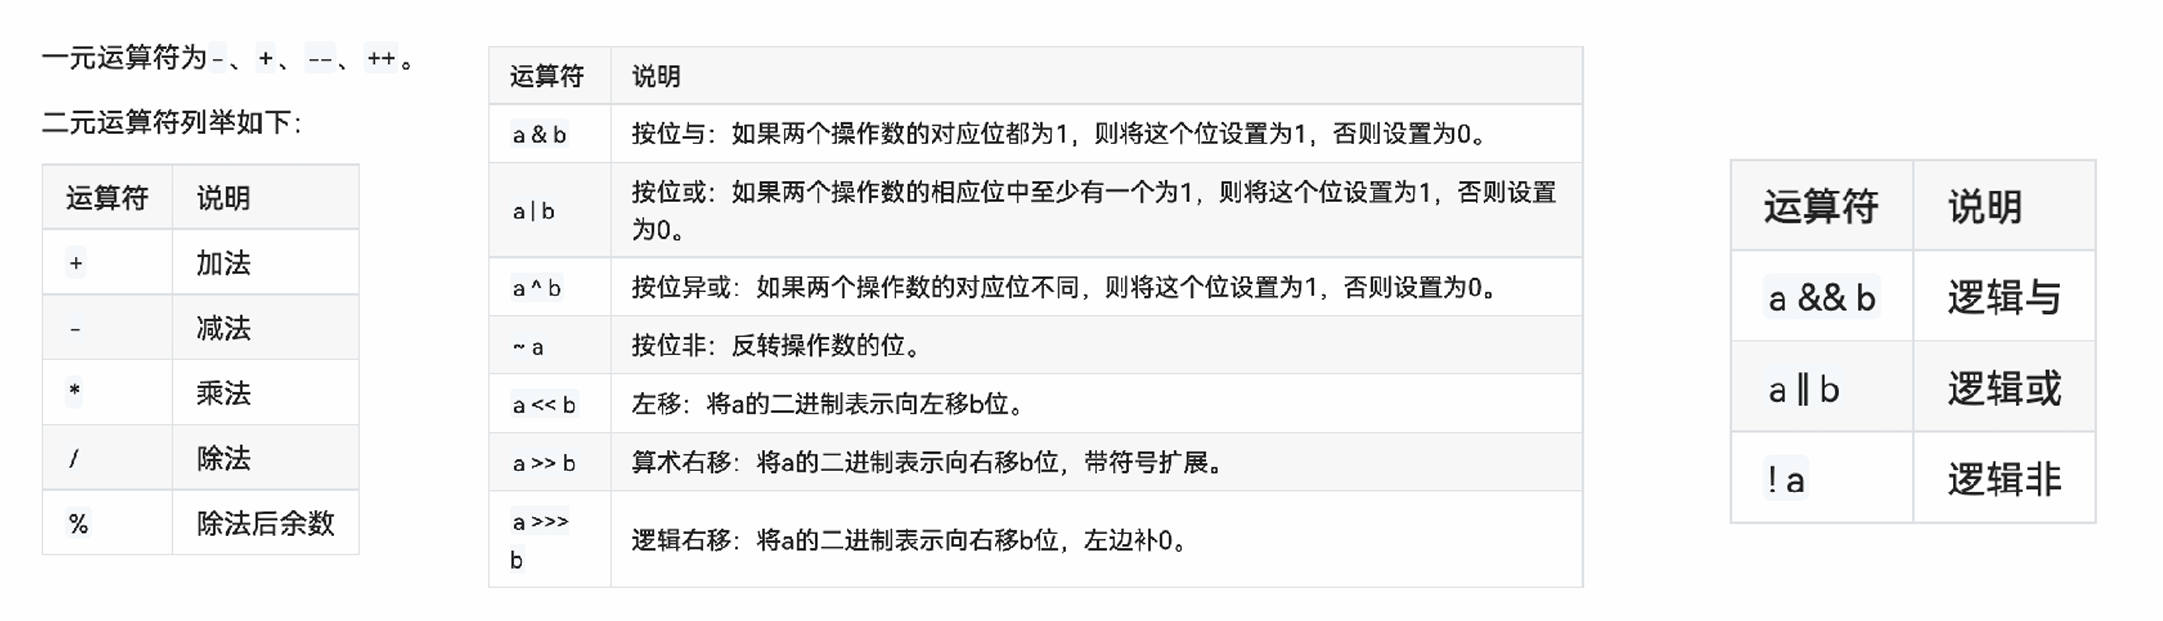 一元运算符为-、+、--、++。
二元运算符列举如下：
运算符 说明
+ 加法
- 减法
* 乘法
/ 除法
% 除法后余数
运算符 说明
a & b 按位与：如果两个操作数的对应位都为1，则将这个位设置为1，否则设置为0。
a | b 按位或：如果两个操作数的相应位中至少有一个为1，则将这个位设置为1，否则设置
为0。
a ^ b 按位异或：如果两个操作数的对应位不同，则将这个位设置为1，否则设置为0。
~ a 按位非：反转操作数的位。
a << b 左移：将a的二进制表示向左移b位。
a >> b 算术右移：将a的二进制表示向右移b位，带符号扩展。
a >>>
b 逻辑右移：将a的二进制表示向右移b位，左边补0。
运算符 说明
a && b 逻辑与
a || b 逻辑或
! a 逻辑非